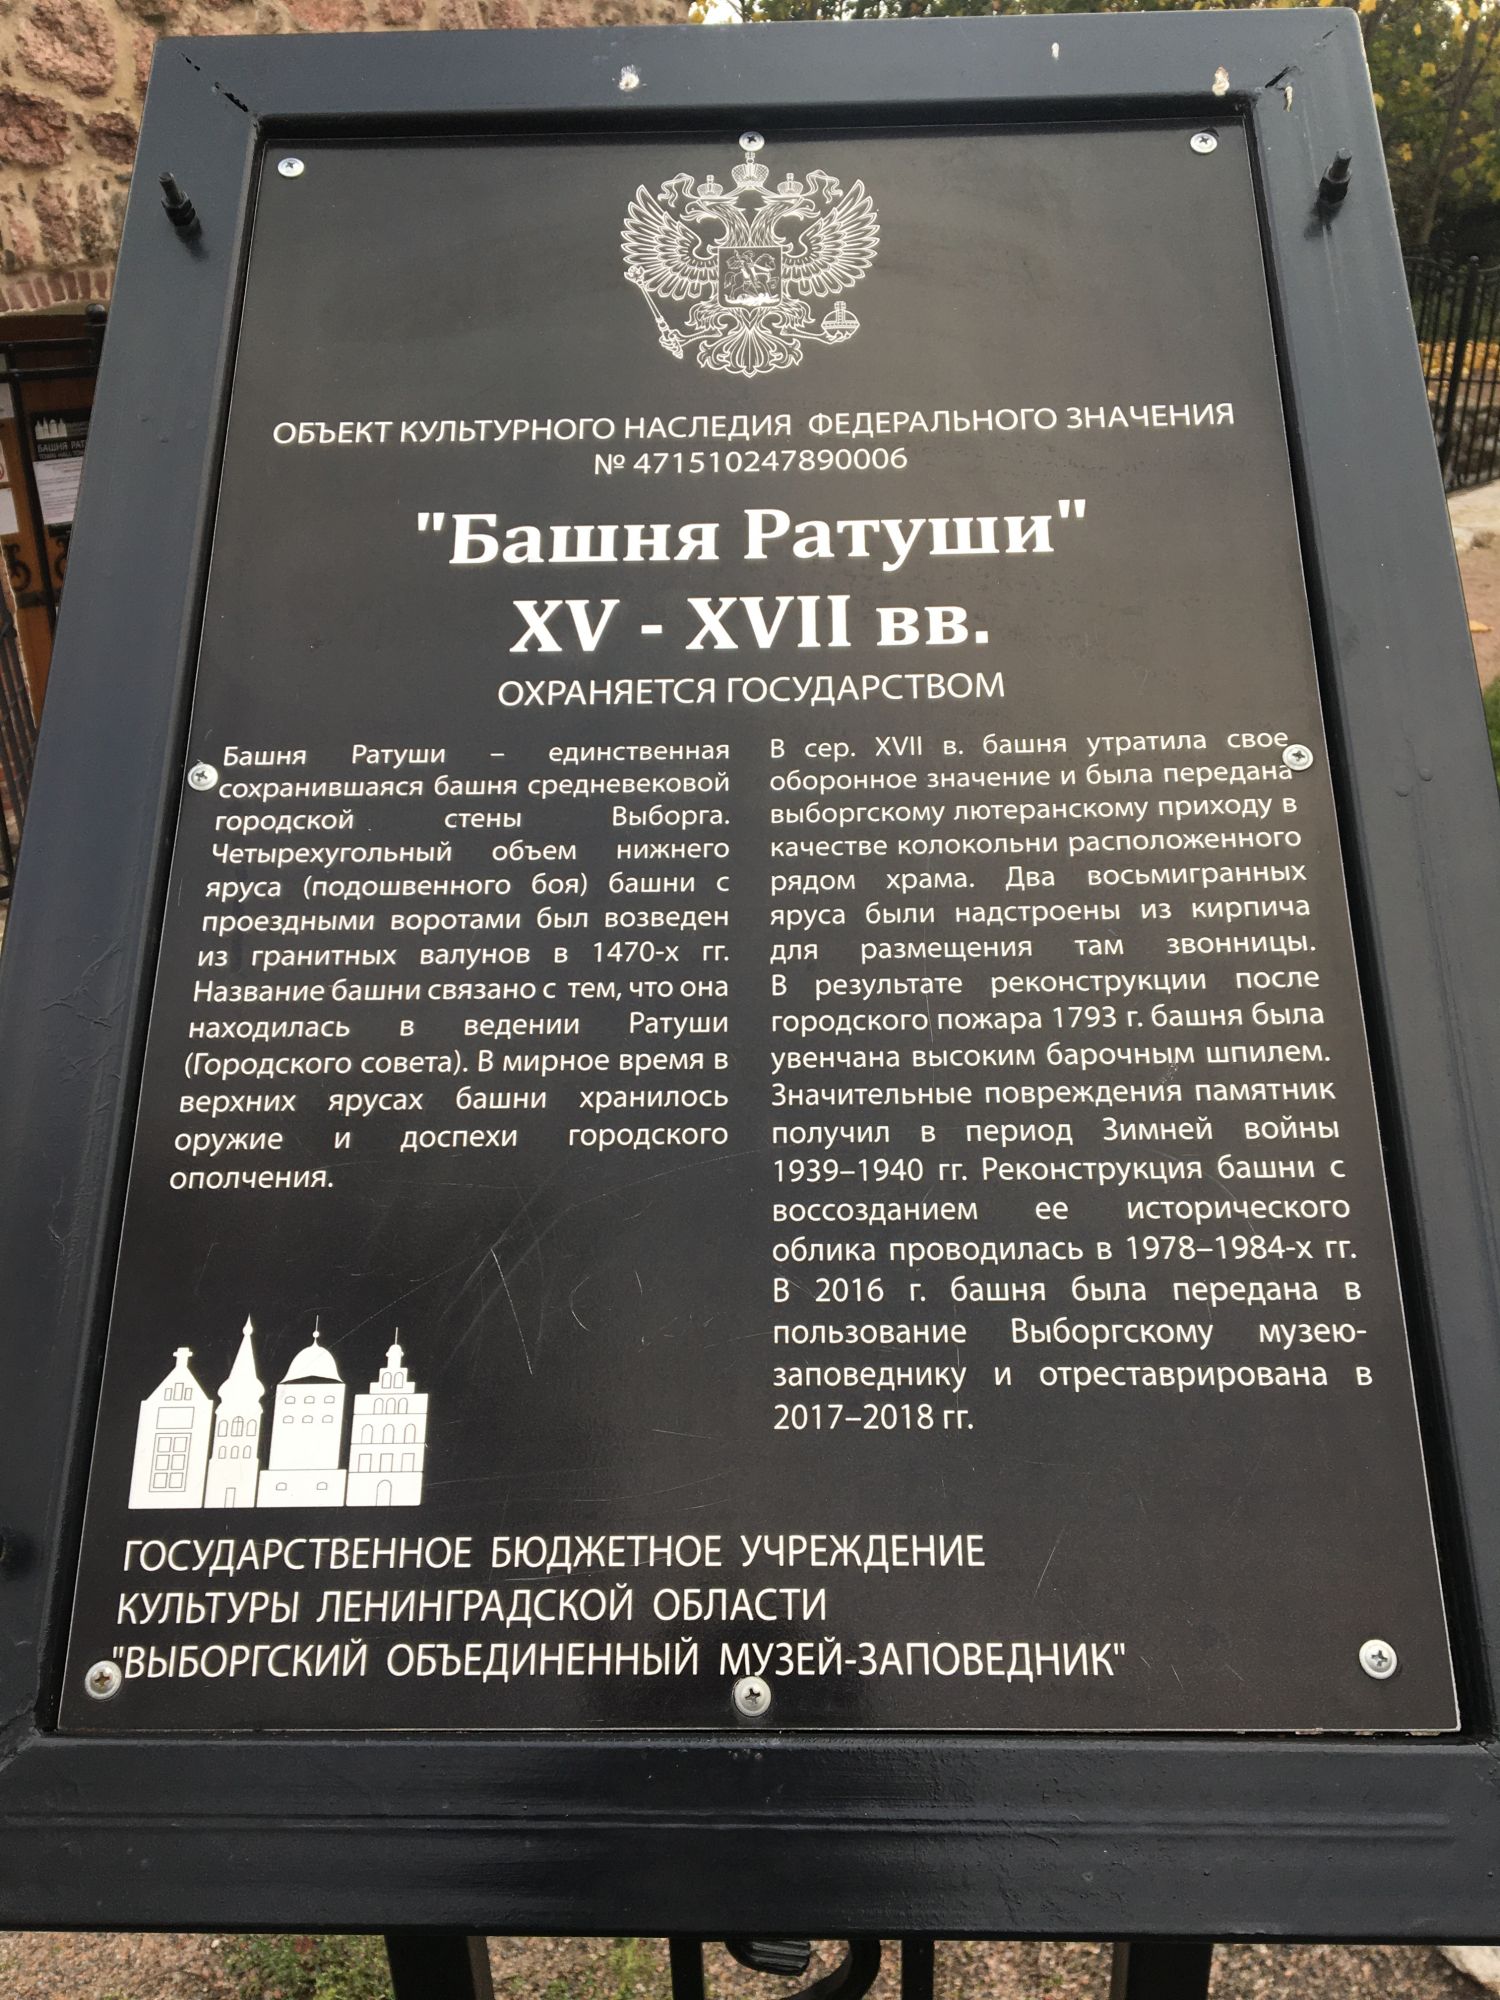 ОБЪЕКТ КУЛЬТУРНОГО НАСЛЕДИЯ ФЕДЕРАЛЬНОГО ЗНАЧЕНИЯ
№ 471510247890006
"Башня Ратуши"
XV - XVII вв.
ОХРАНЯЕТСЯ ГОСУДАРСТВОМ
Башня Ратуши – единственная
сохранившаяся башня средневековой
городской стены Выборга.
Четырехугольный объем нижнего
яруса (подошвенного боя) башни с
проездными воротами был возведен
из гранитных валунов в 1470-х гг.
Название башни связано с тем, что она
находилась в ведении Ратуши
(Городского совета). В мирное время в
верхних ярусах башни хранилось
оружие и доспехи городского
ополчения.
В сер. XVII в. башня утратила свое
оборонное значение и была передана
выборгскому лютеранскому приходу в
качестве колокольни расположенного
рядом храма. Два восьмигранных
яруса были надстроены из кирпича
для размещения там звонницы.
В результате реконструкции после
городского пожара 1793 г. башня была
увенчана высоким барочным шпилем.
Значительные повреждения памятник
получил в период Зимней войны
1939–1940 гг. Реконструкция башни с
воссозданием ее исторического
облика проводилась в 1978–1984-х гг.
В 2016 г. башня была передана в
пользование Выборгскому музею-
заповеднику и отреставрирована в
2017–2018 гг.
ГОСУДАРСТВЕННОЕ БЮДЖЕТНОЕ УЧРЕЖДЕНИЕ
КУЛЬТУРЫ ЛЕНИНГРАДСКОЙ ОБЛАСТИ
"ВЫБОРГСКИЙ ОБЪЕДИНЕННЫЙ МУЗЕЙ-ЗАПОВЕДНИК"